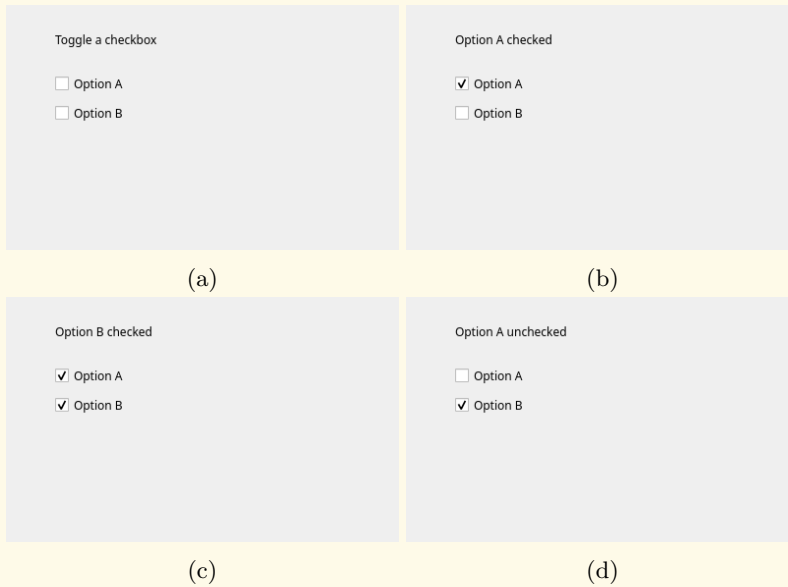 Toggle a checkbox
Option A
Option B
(a)
Option A checked
Option A
Option B
(b)
Option B checked
Option A
Option B
(c)
Option A unchecked
Option A
Option B
(d)